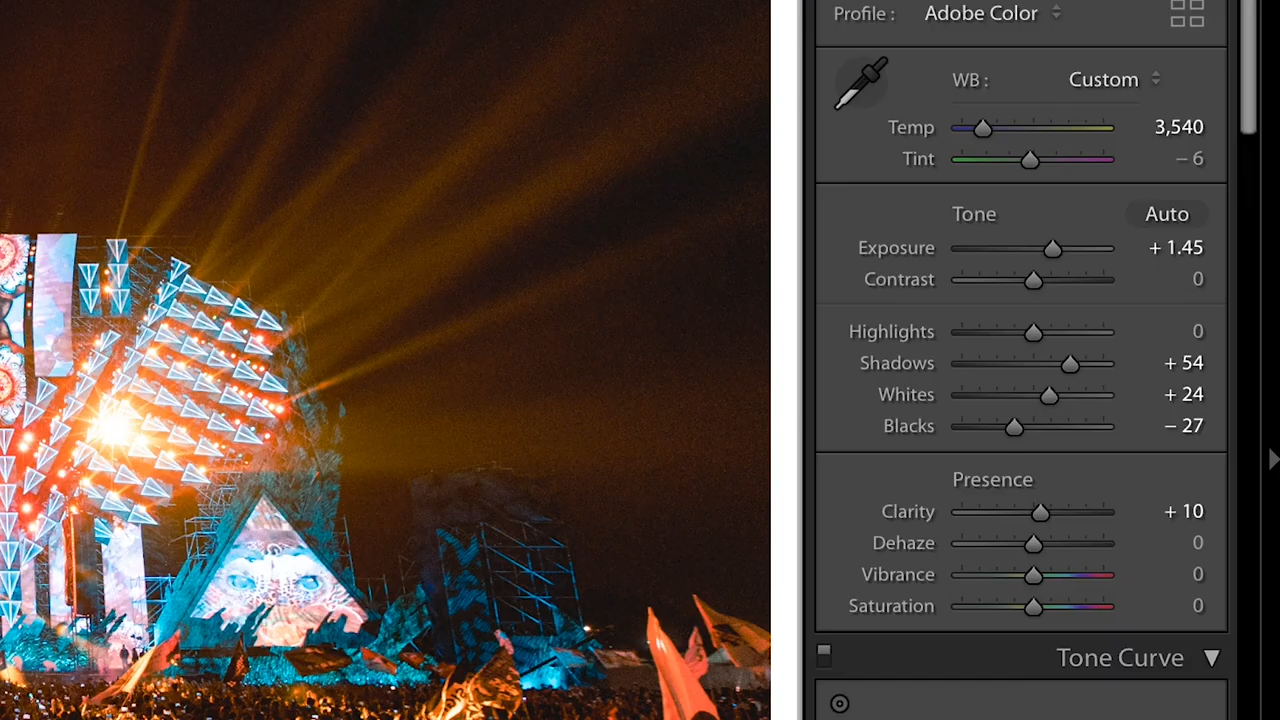 Profile : Adobe Color
WB : Custom
Temp 3,540
Tint – 6
Tone Auto
Exposure + 1.45
Contrast 0
Highlights 0
Shadows + 54
Whites + 24
Blacks – 27
Presence
Clarity + 10
Dehaze 0
Vibrance 0
Saturation 0
Tone Curve